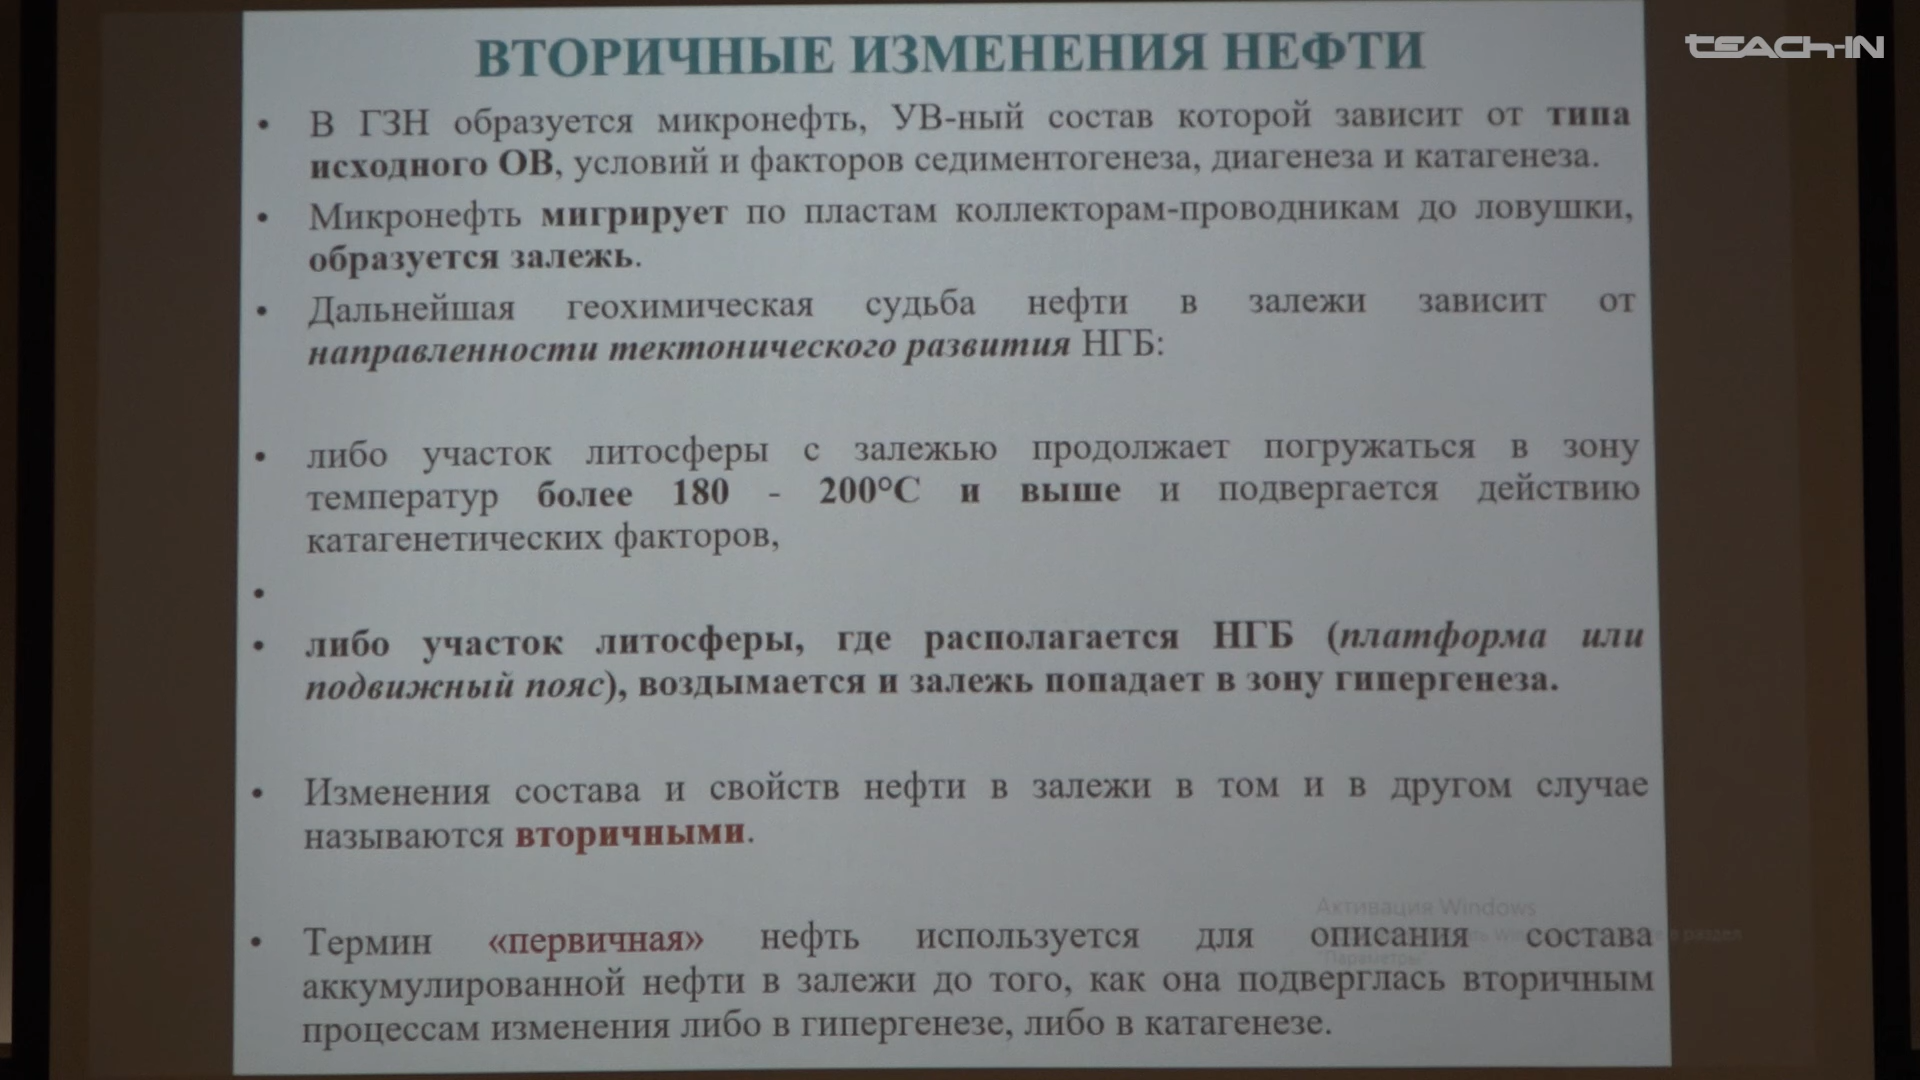 TEACH-IN
ВТОРИЧНЫЕ ИЗМЕНЕНИЯ НЕФТИ
• В ГЗН образуется микронефть, УВ-ный состав которой зависит от типа
исходного ОВ, условий и факторов седиментогенеза, диагенеза и катагенеза.
• Микронефть мигрирует по пластам коллекторам-проводникам до ловушки,
образуется залежь.
• Дальнейшая геохимическая судьба нефти в залежи зависит от
направленности тектонического развития НГБ:
• либо участок литосферы с залежью продолжает погружаться в зону
температур более 180 - 200°С и выше и подвергается действию
катагенетических факторов,
•
• либо участок литосферы, где располагается НГБ (платформа или
подвижный пояс), воздымается и залежь попадает в зону гипергенеза.
• Изменения состава и свойств нефти в залежи в том и в другом случае
называются вторичными.
Активация Windows
• Термин «первичная» нефть используется для описания состава
в раздел
"Параметры".
аккумулированной нефти в залежи до того, как она подверглась вторичным
процессам изменения либо в гипергенезе, либо в катагенезе.